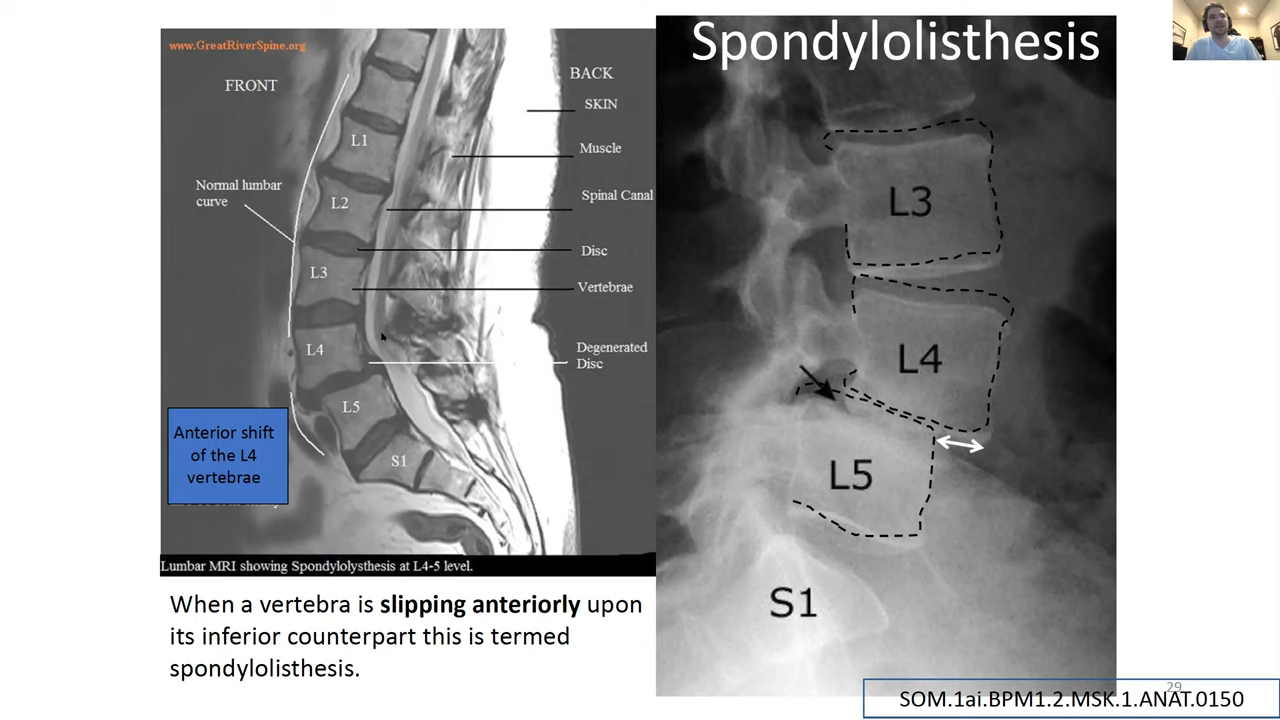 Spondylolisthesis
www.GreatRiverSpine.org
FRONT
BACK
SKIN
Muscle
Spinal Canal
Disc
Vertebrae
Degenerated
Disc
Normal lumbar
curve
L1
L2
L3
L4
L5
S1
Anterior shift
of the L4
vertebrae
Lumbar MRI showing Spondylolysthesis at L4-5 level.
L3
L4
L5
S1
When a vertebra is slipping anteriorly upon
its inferior counterpart this is termed
spondylolisthesis.
29
SOM.1ai.BPM1.2.MSK.1.ANAT.0150